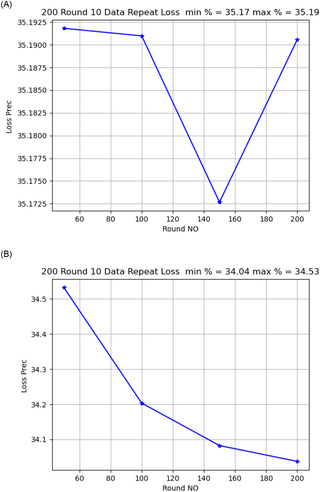 (A)
200 Round 10 Data Repeat Loss min % = 35.17 max % = 35.19
35.1925
35.1900
35.1875
35.1850
35.1825
35.1800
35.1775
35.1750
35.1725
Loss Prec
60 80 100 120 140 160 180 200
Round NO
(B)
200 Round 10 Data Repeat Loss min % = 34.04 max % = 34.53
34.5
34.4
34.3
34.2
34.1
Loss Prec
60 80 100 120 140 160 180 200
Round NO